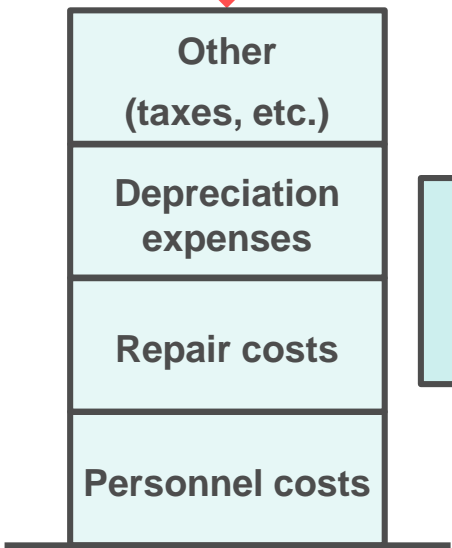 Other
(taxes, etc.)
Depreciation
expenses
Repair costs
Personnel costs